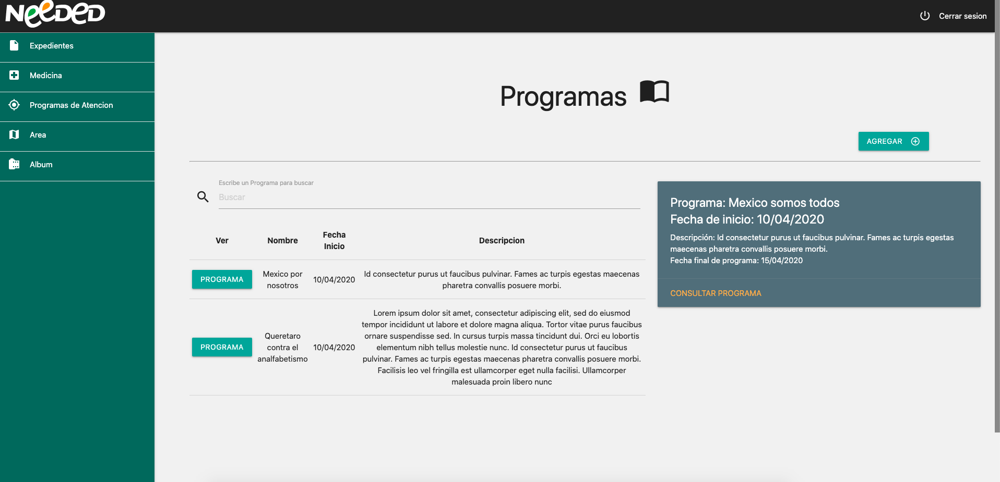 NeeDeD
Cerrar sesion
Expedientes
Medicina
Programas de Atencion
Area
Album
Programas
AGREGAR
Escribe un Programa para buscar
Buscar
Ver
Nombre
Fecha
Inicio
Descripcion
PROGRAMA
Mexico por
nosotros
10/04/2020
Id consectetur purus ut faucibus pulvinar. Fames ac turpis egestas maecenas
pharetra convallis posuere morbi.
PROGRAMA
Queretaro
contra el
analfabetismo
10/04/2020
Lorem ipsum dolor sit amet, consectetur adipiscing elit, sed do eiusmod
tempor incididunt ut labore et dolore magna aliqua. Tortor vitae purus faucibus
ornare suspendisse sed. In cursus turpis massa tincidunt dui. Orci eu lobortis
elementum nibh tellus molestie nunc. Id consectetur purus ut faucibus
pulvinar. Fames ac turpis egestas maecenas pharetra convallis posuere morbi.
Facilisis leo vel fringilla est ullamcorper eget nulla facilisi. Ullamcorper
malesuada proin libero nunc
Programa: Mexico somos todos
Fecha de inicio: 10/04/2020
Descripción: Id consectetur purus ut faucibus pulvinar. Fames ac turpis egestas
maecenas pharetra convallis posuere morbi.
Fecha final de programa: 15/04/2020
CONSULTAR PROGRAMA